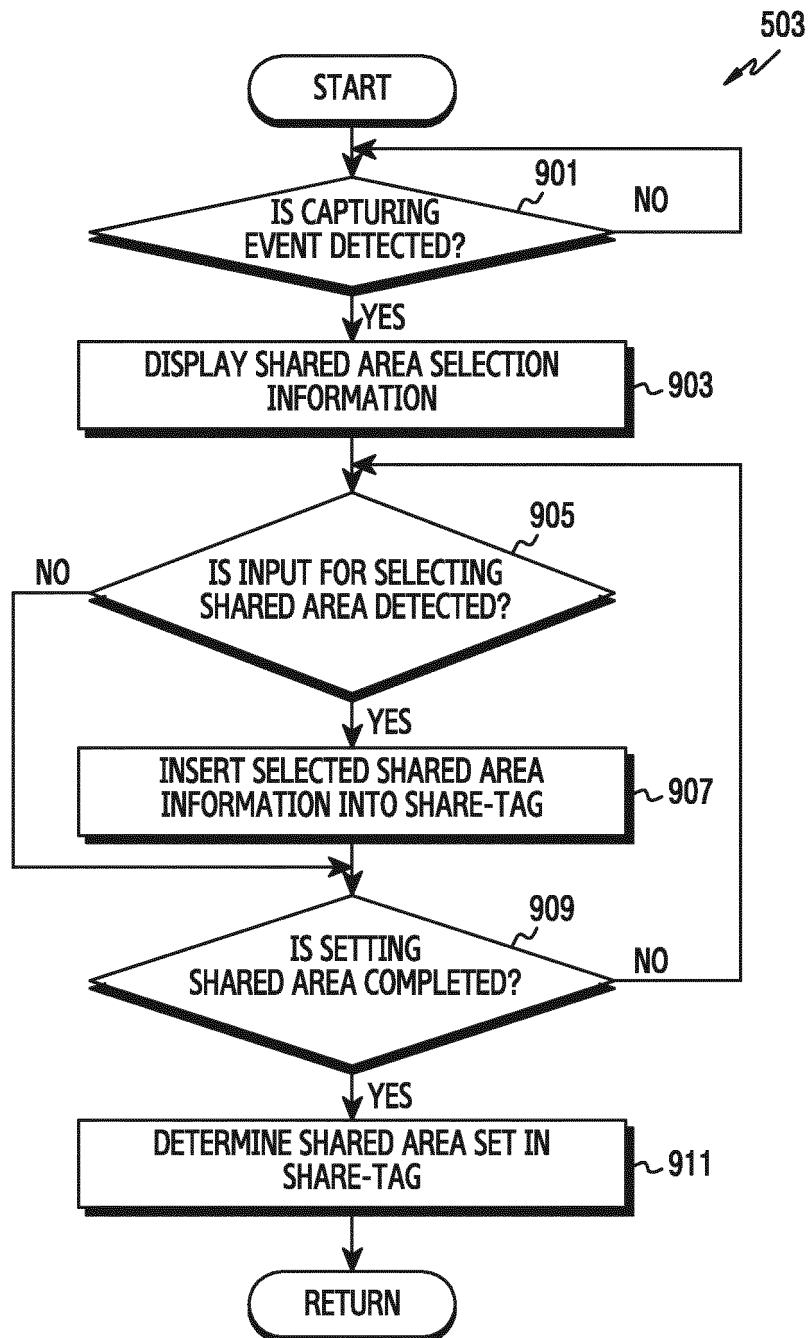 503
START
901
IS CAPTURING
EVENT DETECTED?
NO
YES
DISPLAY SHARED AREA SELECTION
INFORMATION
903
905
NO
IS INPUT FOR SELECTING
SHARED AREA DETECTED?
YES
INSERT SELECTED SHARED AREA
INFORMATION INTO SHARE-TAG
907
909
IS SETTING
SHARED AREA COMPLETED?
NO
YES
DETERMINE SHARED AREA SET IN
SHARE-TAG
911
RETURN